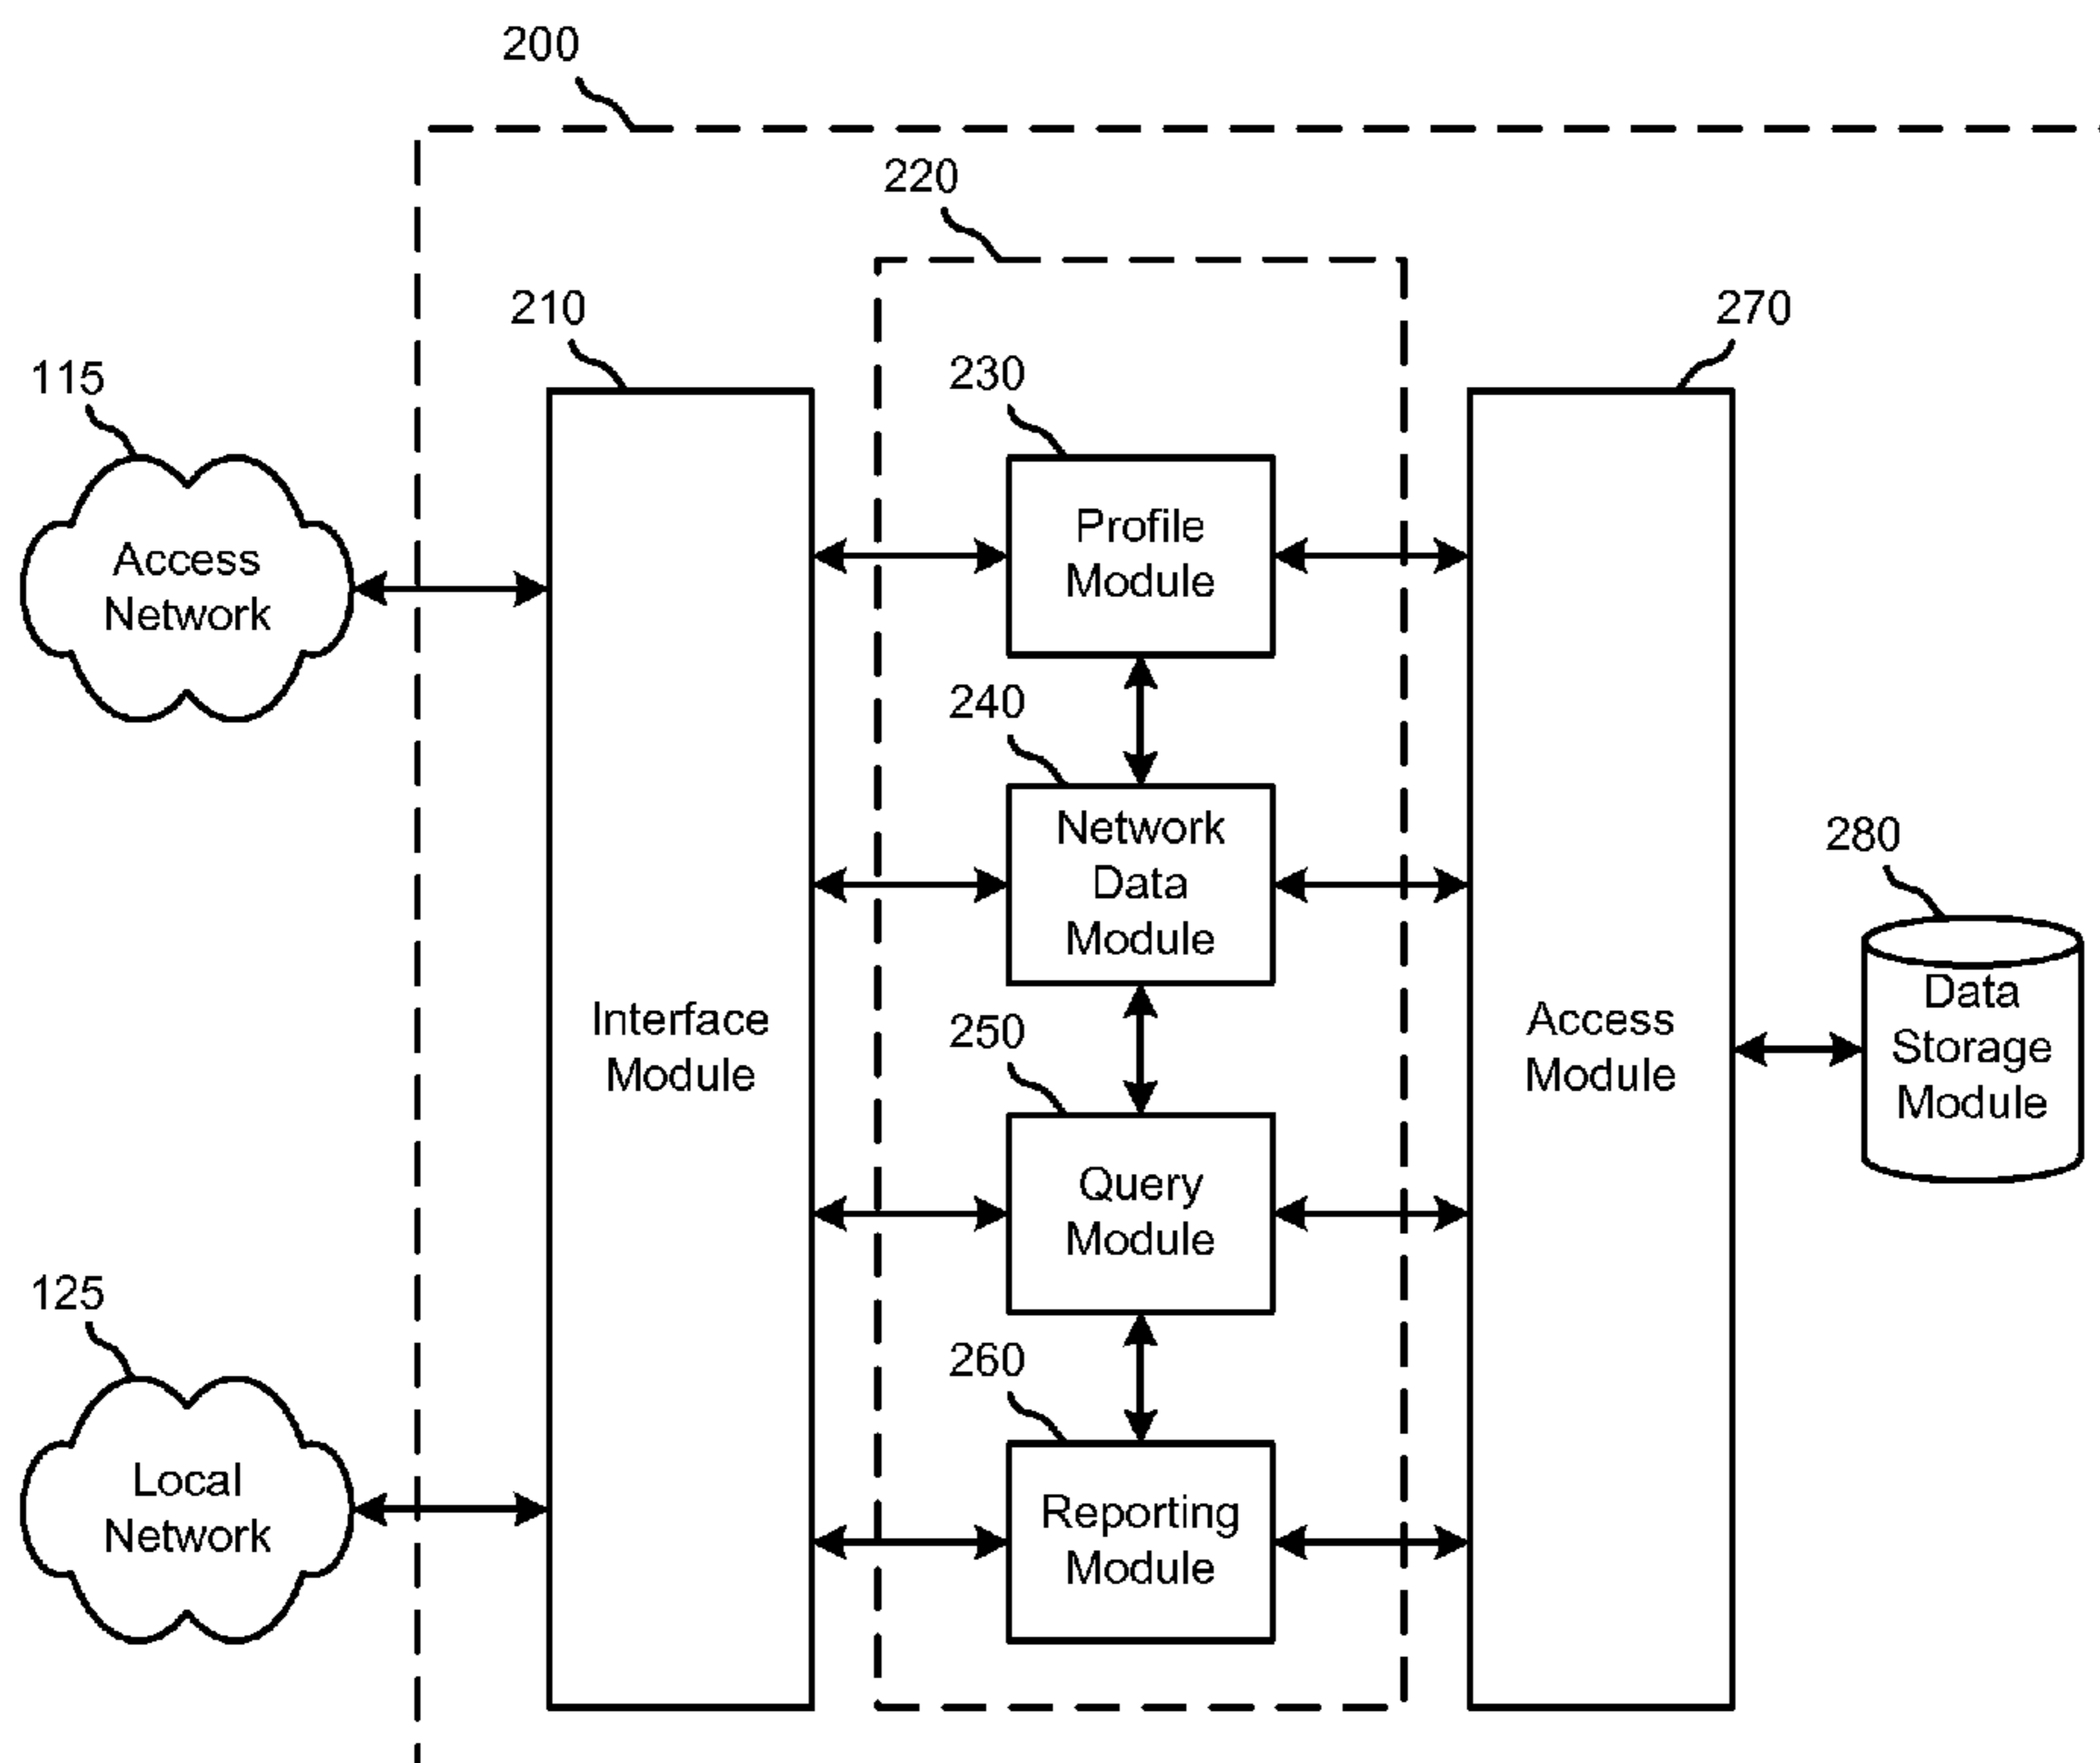 200
220
210
270
115
230
Profile
Module
Access
Network
240
Network
Data
Module
280
Data
Storage
Module
Interface
Module
Access
Module
250
Query
Module
125
260
Local
Network
Reporting
Module